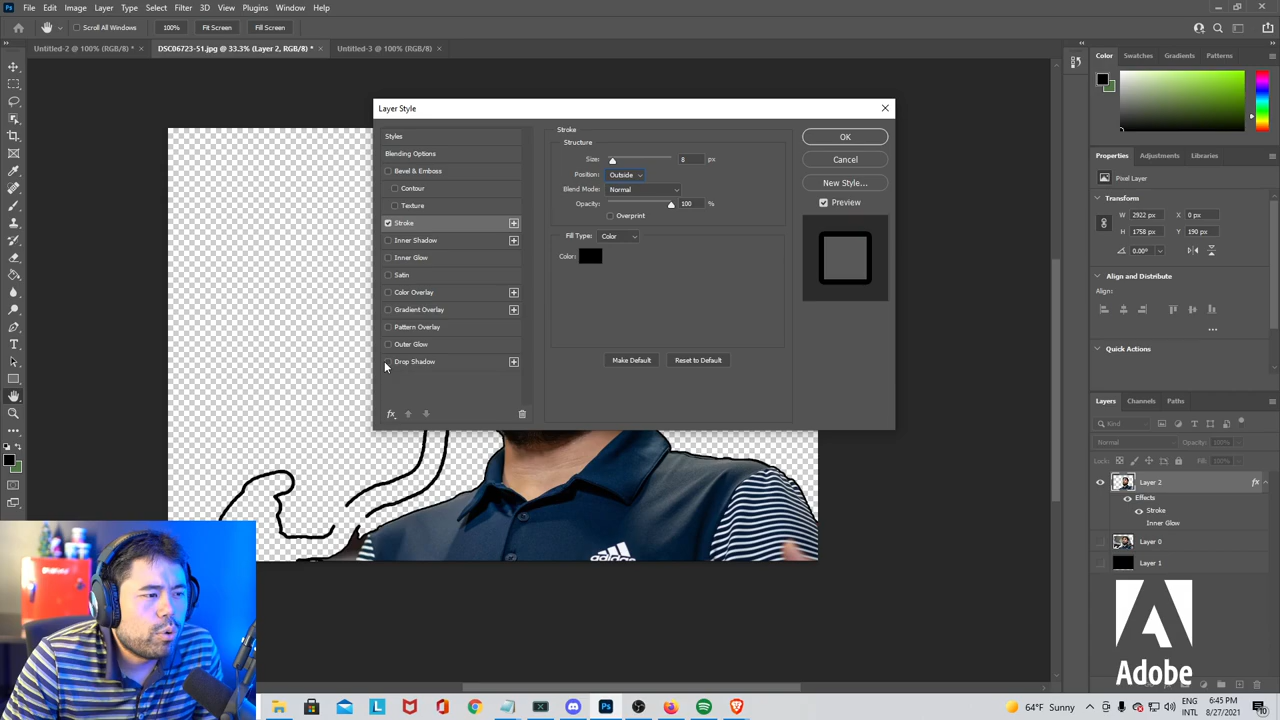 Ps File Edit Image Layer Type Select Filter 3D View Plugins Window Help
Scroll All Windows 100% Fit Screen Fill Screen
Untitled-2 @ 100% (RGB/8) * × DSC06723-51.jpg @ 33.3% (Layer 2, RGB/8) * × Untitled-3 @ 100% (RGB/8) ×
Color Swatches Gradients Patterns
Layer Style
Styles
Blending Options
Bevel & Emboss
Contour
Texture
Stroke
Inner Shadow
Inner Glow
Satin
Color Overlay
Gradient Overlay
Pattern Overlay
Outer Glow
Drop Shadow
fx
Stroke
Structure
Size: 8 px
Position: Outside
Blend Mode: Normal
Opacity: 100 %
Overprint
Fill Type: Color
Color:
Make Default Reset to Default
OK
Cancel
New Style...
Preview
Properties Adjustments Libraries
Pixel Layer
Transform
W 2922 px X 0 px
H 1758 px Y 190 px
0.00°
Align and Distribute
Align:
...
Quick Actions
Layers Channels Paths
Kind
Normal Opacity: 100%
Lock: Fill: 100%
Layer 2 fx
Effects
Stroke
Inner Glow
Layer 0
Layer 1
adidas
Adobe
64°F Sunny
ENG
INTL
6:45 PM
8/27/2021